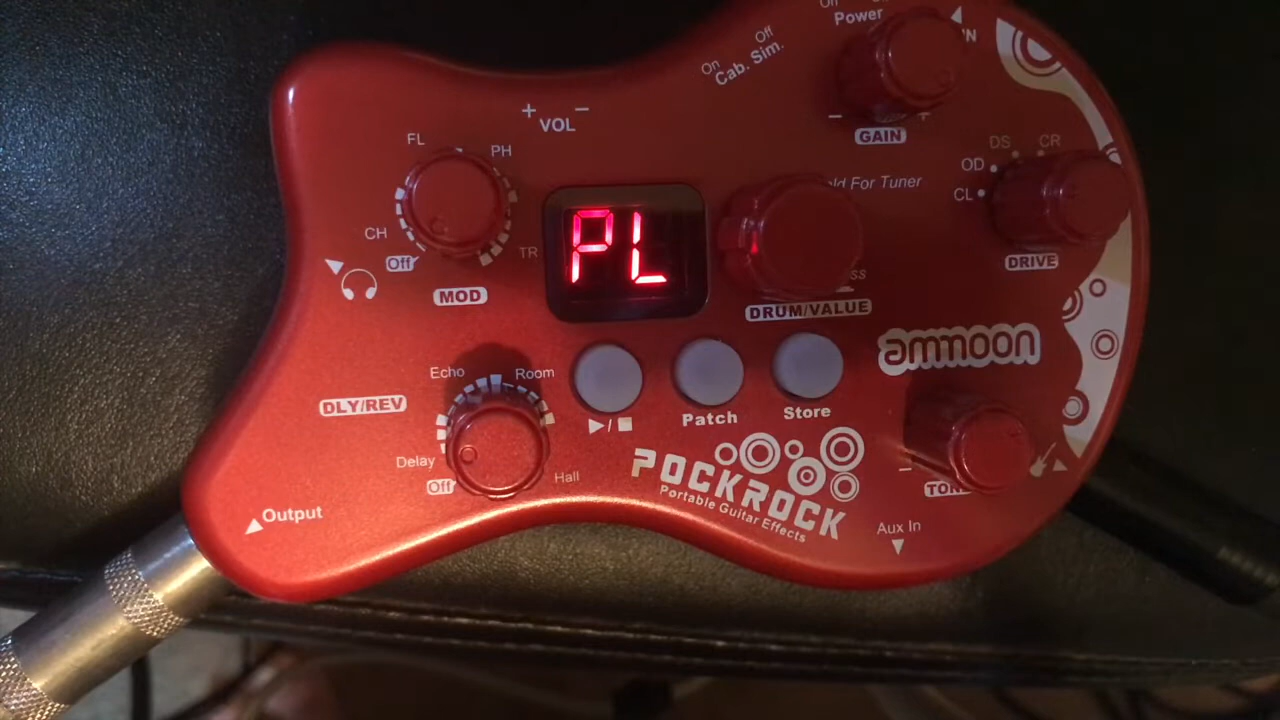 On
Power
IN
Off
On
Cab. Sim.
+ VOL −
− +
GAIN
FL
PH
DS
CR
OD
CL
For Tuner
CH
Off
TR
MOD
PL
DRIVE
DRUM/VALUE
ammoon
Echo
Room
DLY/REV
▶/■
Patch
Store
Delay
Off
Hall
POCKROCK
Portable Guitar Effects
Output
Aux In